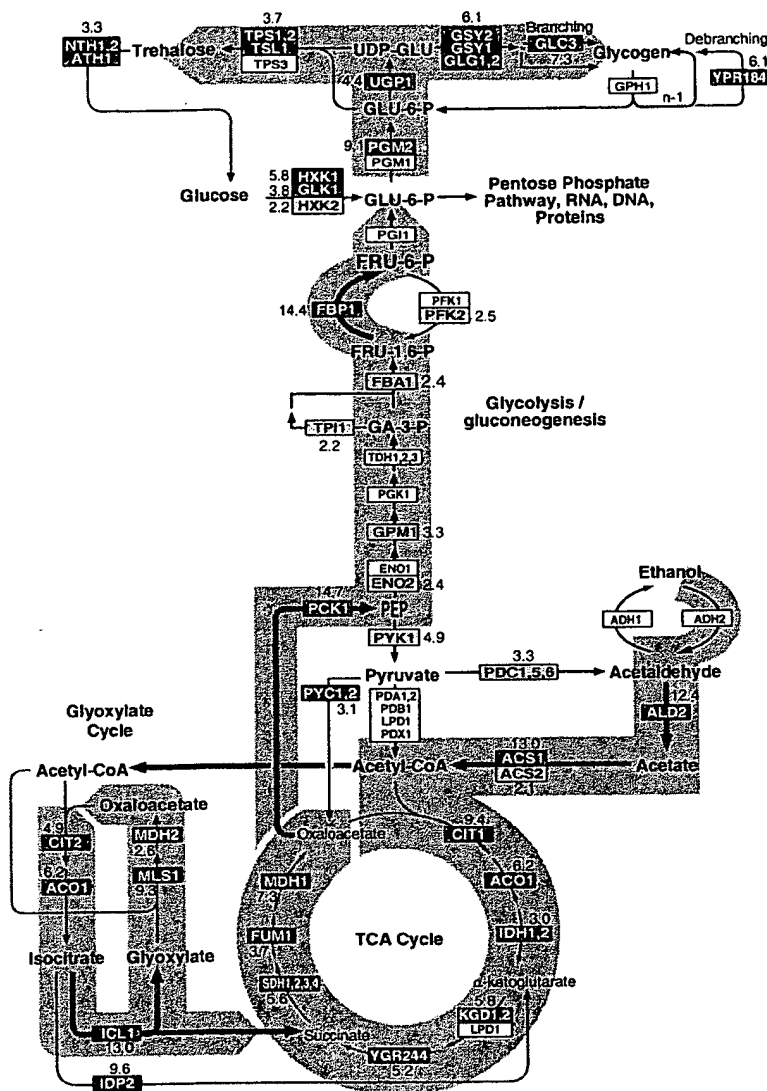 3.7
6.1
Branching
3.3
NTH1,2
ATH1
Trehalose
TPS1,2
TSL1
TPS3
UDP-GLU
GSY2
GSY1
GLG1,2
GLC3
7.3
Glycogen
Debranching
6.1
YPR184
4.4
UGP1
GPH1
n-1
GLU-6-P
9.1
PGM2
PGM1
5.8
HXK1
3.8
GLK1
2.2
HXK2
Glucose
GLU-6-P
Pentose Phosphate
Pathway, RNA, DNA,
Proteins
PGI1
FRU-6-P
14.4
FBP1
PFK1
PFK2
2.5
FRU-1,6-P
FBA1
2.4
Glycolysis /
gluconeogenesis
TPI1
2.2
GA-3-P
TDH1,2,3
PGK1
GPM1
3.3
ENO1
ENO2
2.4
14.7
PCK1
PEP
Ethanol
ADH1
ADH2
PYK1
4.9
Pyruvate
3.3
PDC1,5,6
Acetaldehyde
PYC1,2
3.1
PDA1,2
PDB1
LPD1
PDX1
12.4
ALD2
Glyoxylate
Cycle
Acetyl-CoA
Acetyl-CoA
13.0
ACS1
ACS2
2.1
Acetate
Oxaloacetate
4.9
CIT2
MDH2
2.6
6.2
ACO1
MLS1
9.3
Oxaloacetate
9.4
CIT1
MDH1
7.3
6.2
ACO1
FUM1
3.7
TCA Cycle
3.0
IDH1,2
Isocitrate
Glyoxylate
α-ketoglutarate
SDH1,2,3,4
5.6
5.8
KGD1,2
LPD1
ICL1
13.0
Succinate
YGR244
5.2
9.6
IDP2